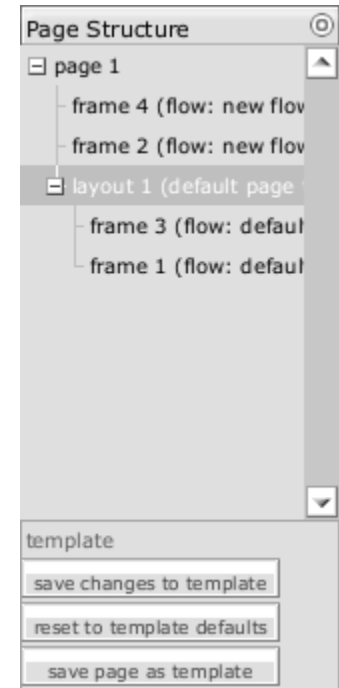 Page Structure
page 1
frame 4 (flow: new flow
frame 2 (flow: new flow
layout 1 (default page
frame 3 (flow: default
frame 1 (flow: default
template
save changes to template
reset to template defaults
save page as template